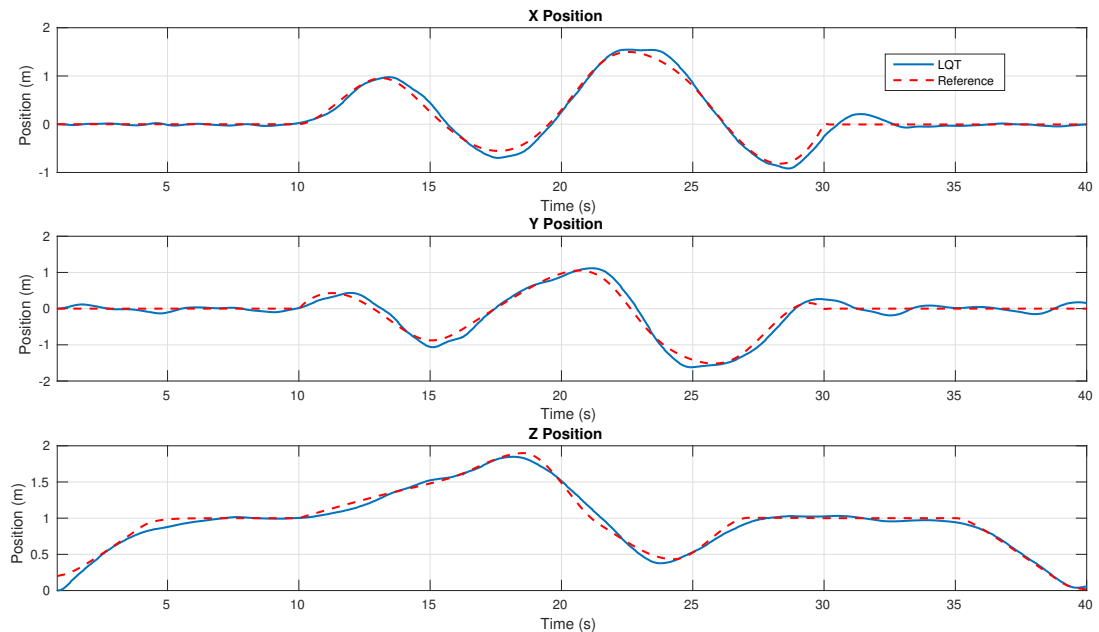 X Position
2
1
0
-1
Position (m)
LQT
Reference
5 10 15 20 25 30 35 40
Time (s)
Y Position
2
1
0
-1
-2
Position (m)
5 10 15 20 25 30 35 40
Time (s)
Z Position
2
1.5
1
0.5
0
Position (m)
5 10 15 20 25 30 35 40
Time (s)